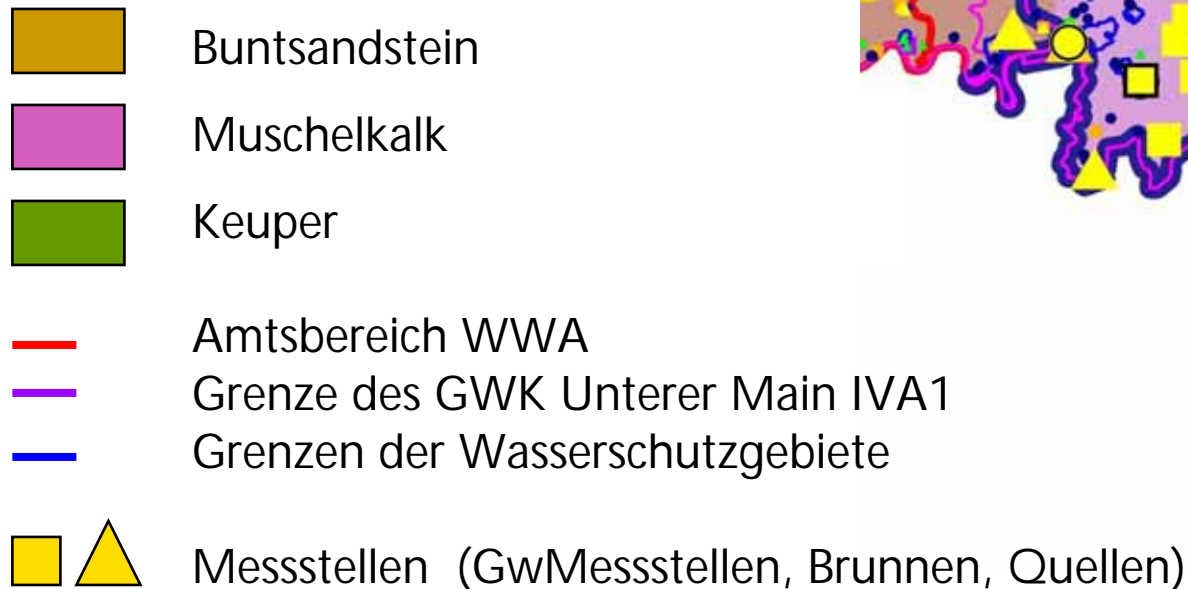 Buntsandstein
Muschelkalk
Keuper
Amtsbereich WWA
Grenze des GWK Unterer Main IVA1
Grenzen der Wasserschutzgebiete
Messstellen (GwMessstellen, Brunnen, Quellen)